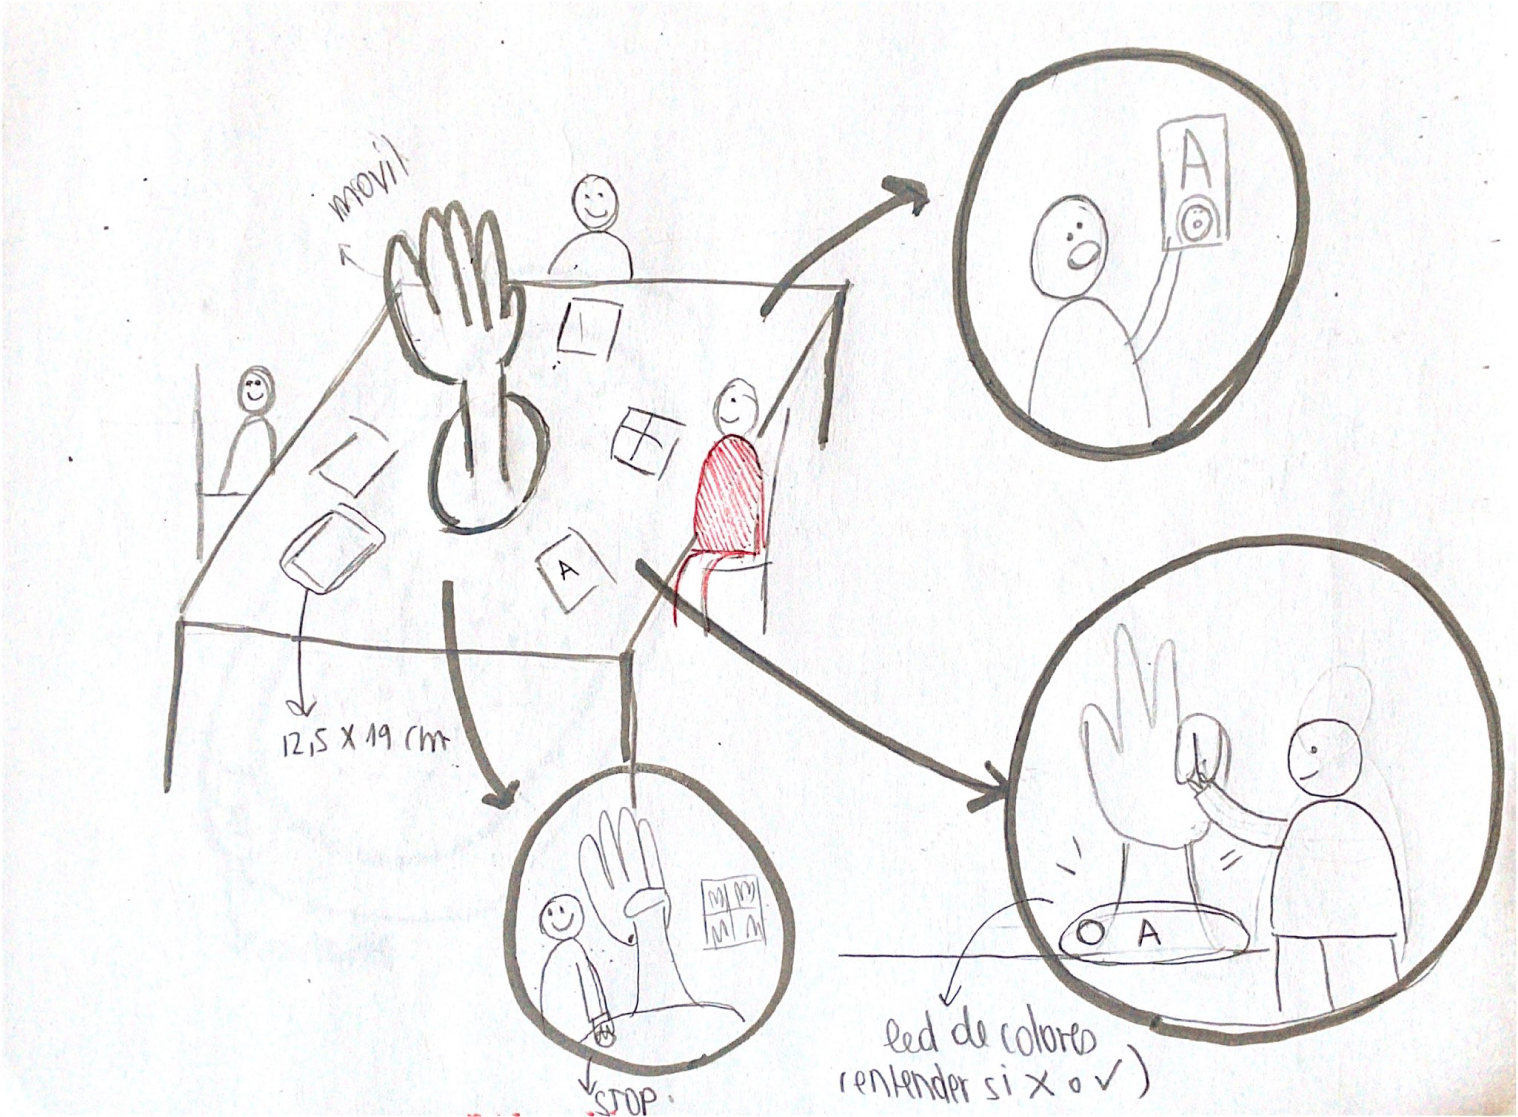 movil
A
A
12,5 x 19 cm
A
STOP.
led de colores
(entender si X o ✓)